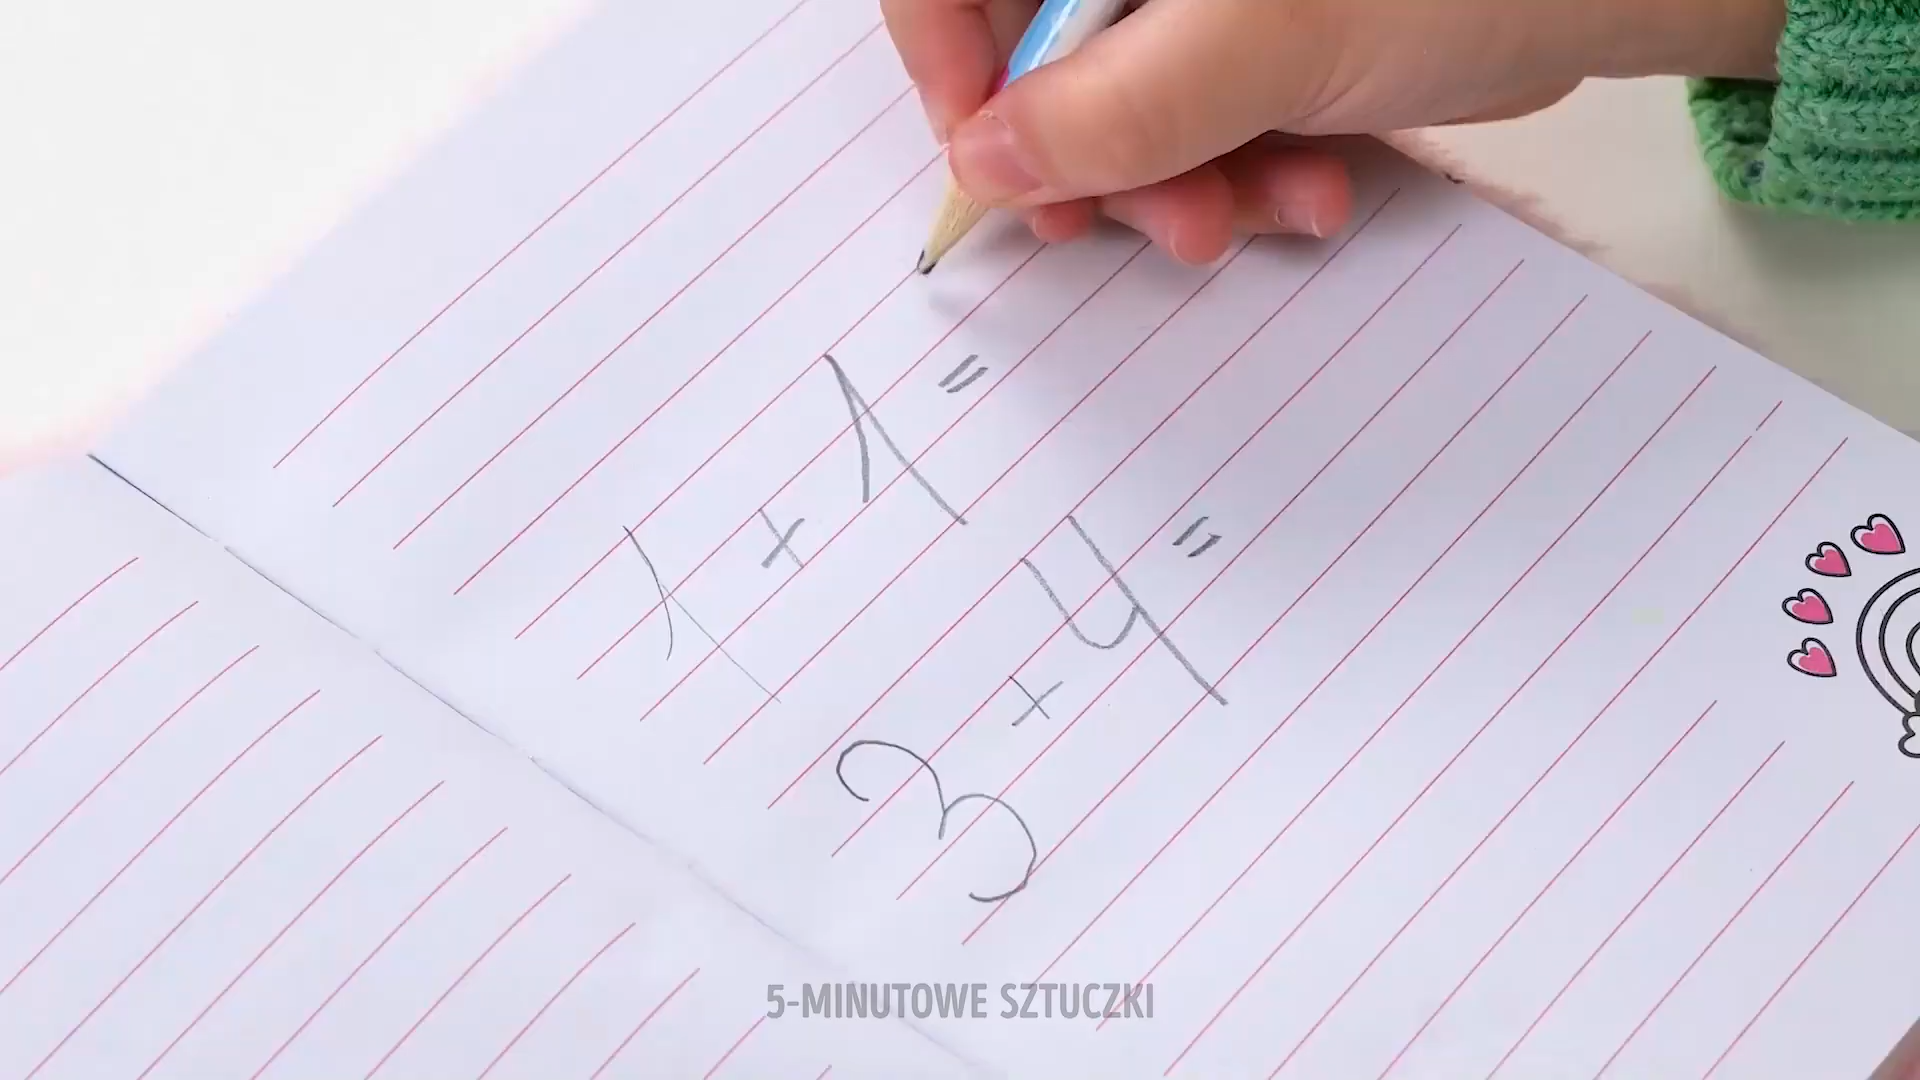 1 + 1 =
3 + 4 =
5-MINUTOWE SZTUCZKI